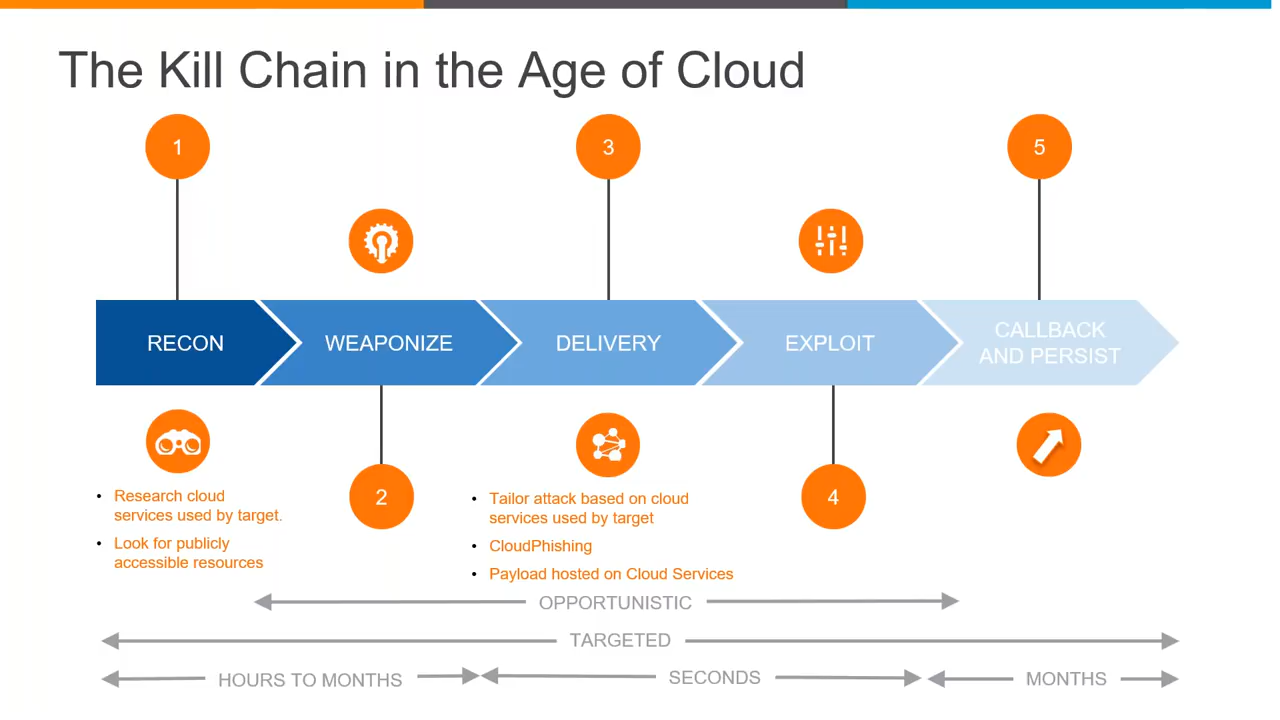 The Kill Chain in the Age of Cloud
1
3
5
RECON
WEAPONIZE
DELIVERY
EXPLOIT
CALLBACK
AND PERSIST
2
4
• Research cloud
services used by target.
• Look for publicly
accessible resources
• Tailor attack based on cloud
services used by target
• CloudPhishing
• Payload hosted on Cloud Services
OPPORTUNISTIC
TARGETED
HOURS TO MONTHS
SECONDS
MONTHS